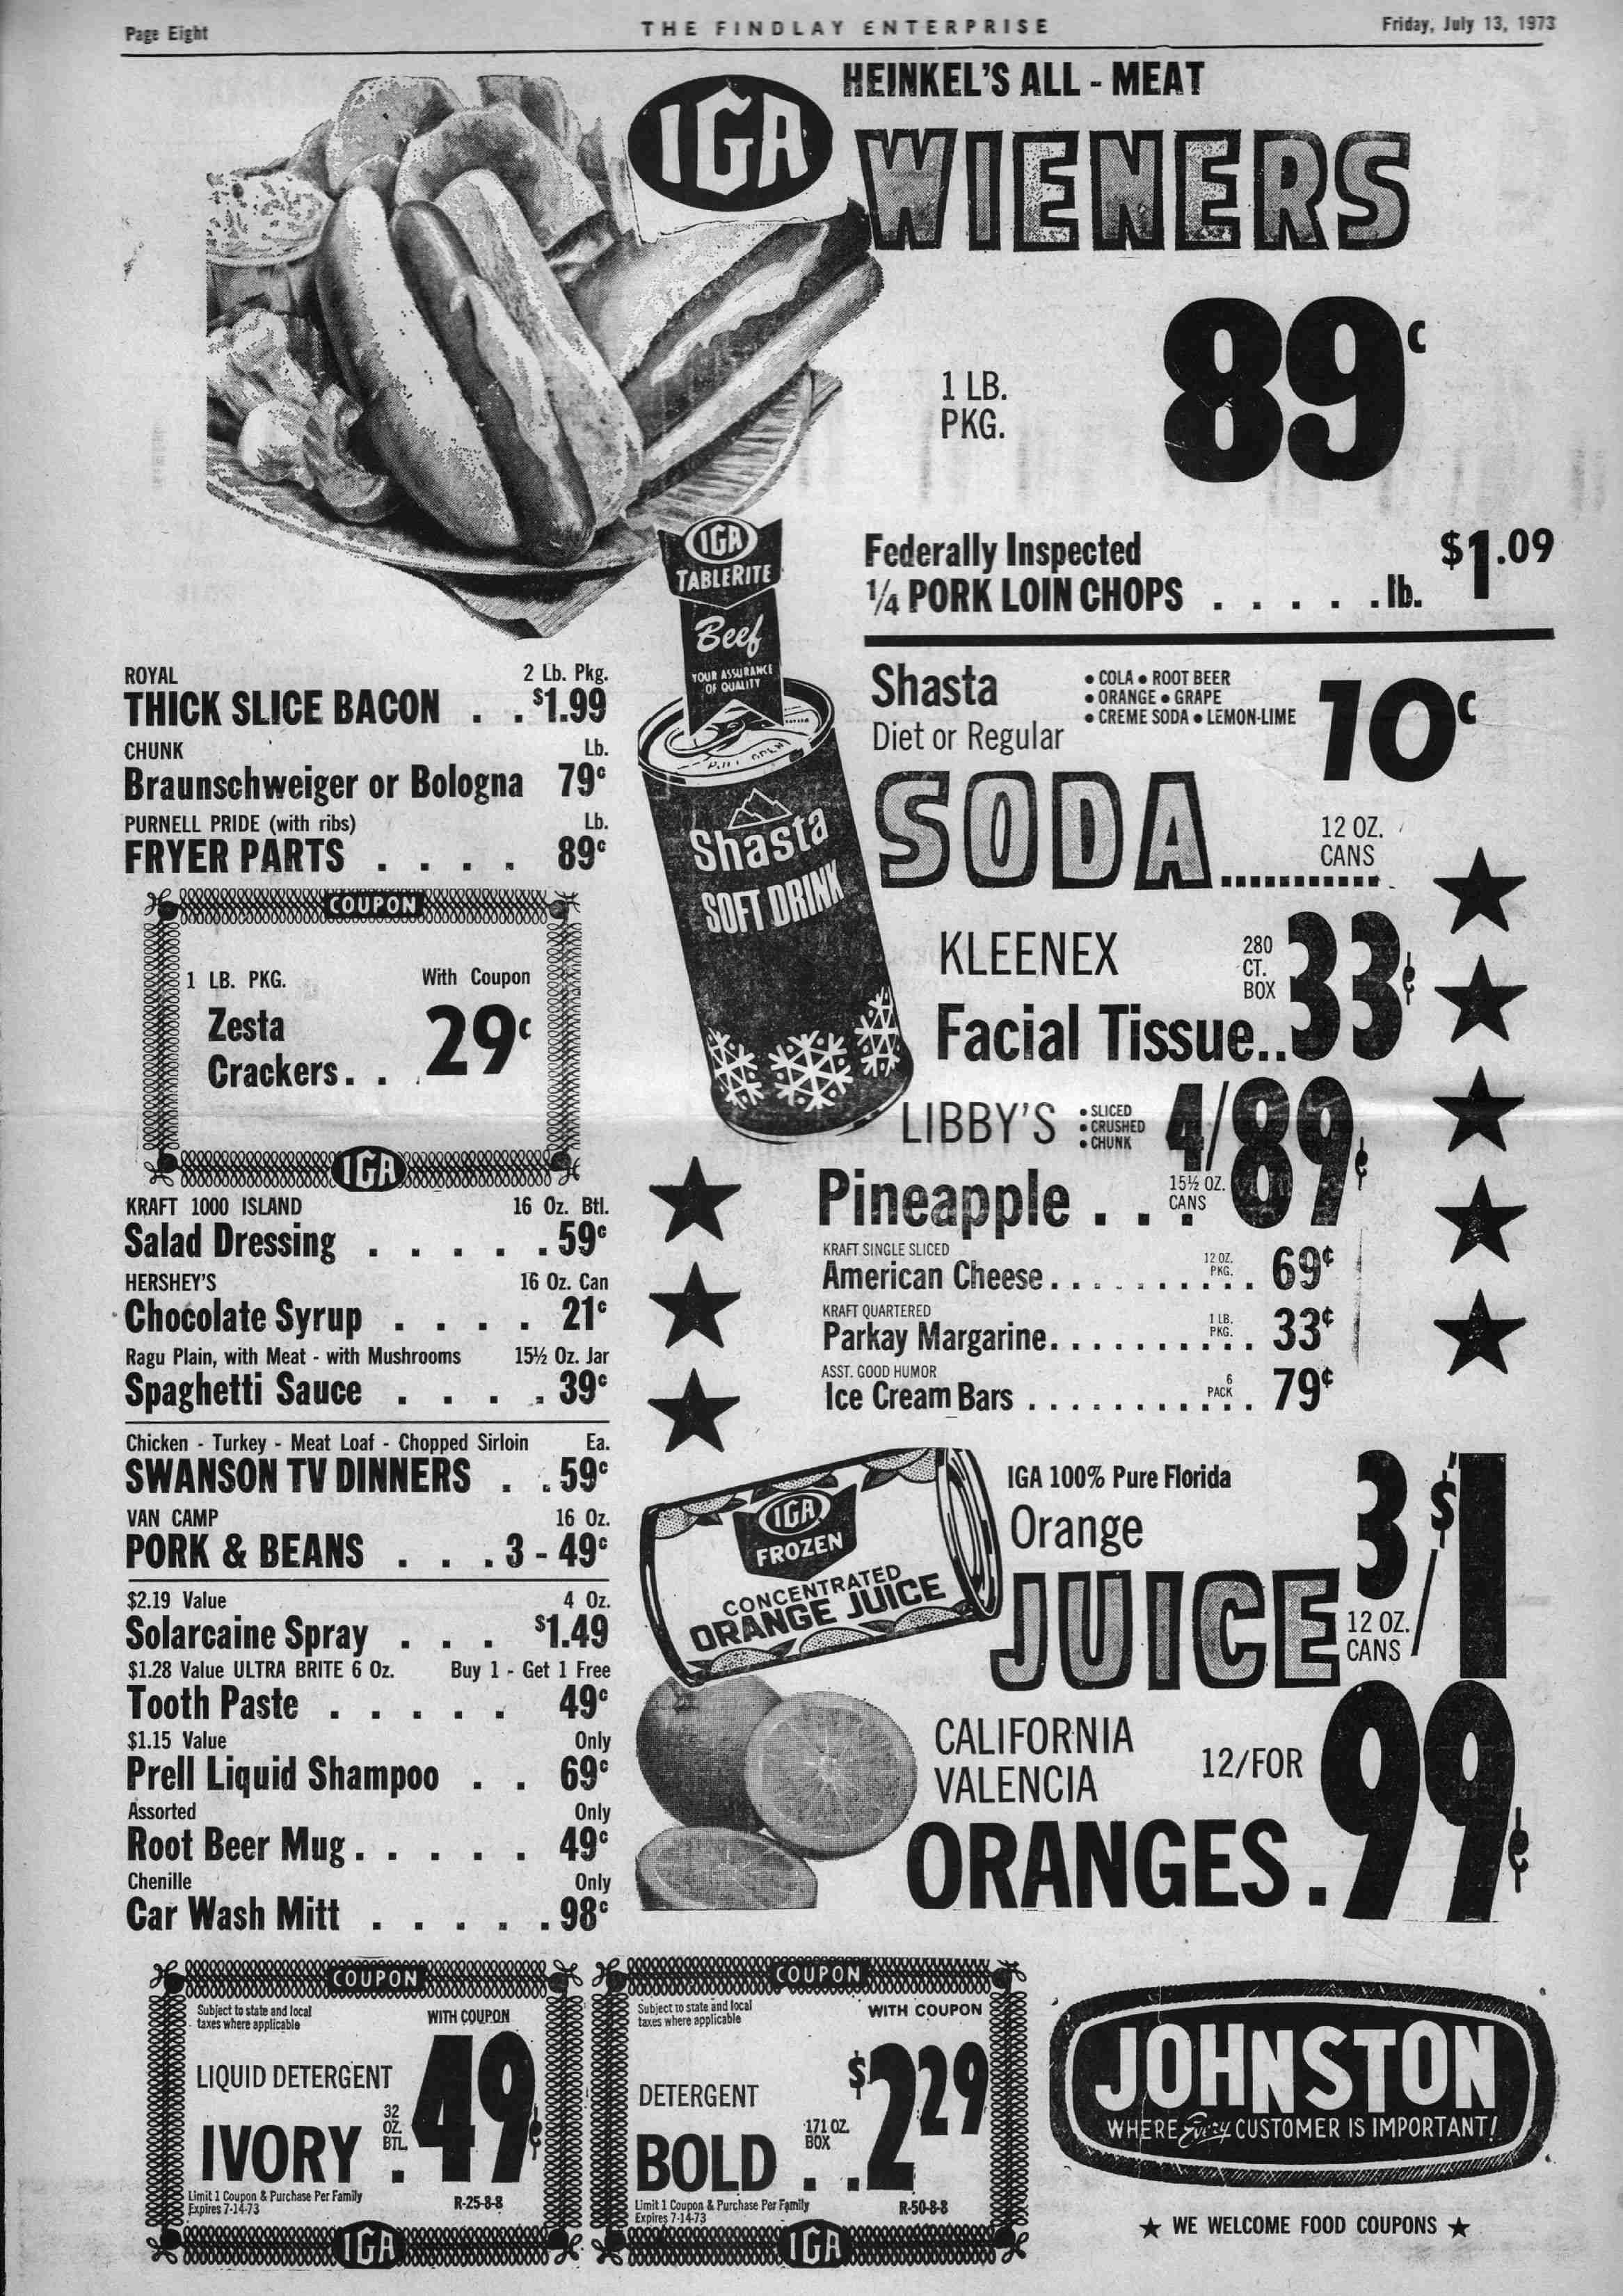 Page Eight
THE FINDLAY ENTERPRISE
Friday, July 13, 1973
IGA
HEINKEL'S ALL - MEAT
WIENERS
1 LB.
PKG.
89¢
Federally Inspected
¼ PORK LOIN CHOPS . . . . . . lb. $1.09
IGA
TABLERITE
Beef
YOUR ASSURANCE
OF QUALITY
ROYAL 2 Lb. Pkg.
THICK SLICE BACON . . $1.99
CHUNK Lb.
Braunschweiger or Bologna 79¢
PURNELL PRIDE (with ribs) Lb.
FRYER PARTS . . . . 89¢
COUPON
1 LB. PKG. With Coupon
Zesta
Crackers. . . 29¢
IGA
KRAFT 1000 ISLAND 16 Oz. Btl.
Salad Dressing . . . . . . 59¢
HERSHEY'S 16 Oz. Can
Chocolate Syrup . . . . 21¢
Ragu Plain, with Meat - with Mushrooms 15½ Oz. Jar
Spaghetti Sauce . . . . 39¢
Chicken - Turkey - Meat Loaf - Chopped Sirloin Ea.
SWANSON TV DINNERS . . 59¢
VAN CAMP 16 Oz.
PORK & BEANS . . . 3 - 49¢
$2.19 Value 4 Oz.
Solarcaine Spray . . . $1.49
$1.28 Value ULTRA BRITE 6 Oz. Buy 1 - Get 1 Free
Tooth Paste . . . . . 49¢
$1.15 Value Only
Prell Liquid Shampoo . . 69¢
Assorted Only
Root Beer Mug. . . . . 49¢
Chenille Only
Car Wash Mitt . . . . . 98¢
Shasta
SOFT DRINK
Shasta
Diet or Regular
• COLA • ROOT BEER
• ORANGE • GRAPE
• CREME SODA • LEMON-LIME
10¢
SODA............
12 OZ.
CANS
KLEENEX
Facial Tissue..
280
CT.
BOX
33¢
LIBBY'S
• SLICED
• CRUSHED
• CHUNK
4/89¢
Pineapple . . .
15½ OZ.
CANS
KRAFT SINGLE SLICED
American Cheese. . . . . . . . . . 12 OZ. PKG. 69¢
KRAFT QUARTERED
Parkay Margarine. . . . . . . . . . 1 LB. PKG. 33¢
ASST. GOOD HUMOR
Ice Cream Bars . . . . . . . . . . . 6 PACK 79¢
IGA
FROZEN
CONCENTRATED
ORANGE JUICE
IGA 100% Pure Florida
Orange
JUICE
3/$1
12 OZ.
CANS
CALIFORNIA
VALENCIA
12/FOR
ORANGES . 99¢
COUPON
Subject to state and local
taxes where applicable
WITH COUPON
LIQUID DETERGENT
IVORY .
32
OZ.
BTL.
49¢
Limit 1 Coupon & Purchase Per Family
Expires 7-14-73
R-25-8-8
IGA
COUPON
Subject to state and local
taxes where applicable
WITH COUPON
DETERGENT
BOLD . .
171 OZ.
BOX
$2.29
Limit 1 Coupon & Purchase Per Family
Expires 7-14-73
R-50-8-8
IGA
JOHNSTON
WHERE Every CUSTOMER IS IMPORTANT!
★ WE WELCOME FOOD COUPONS ★